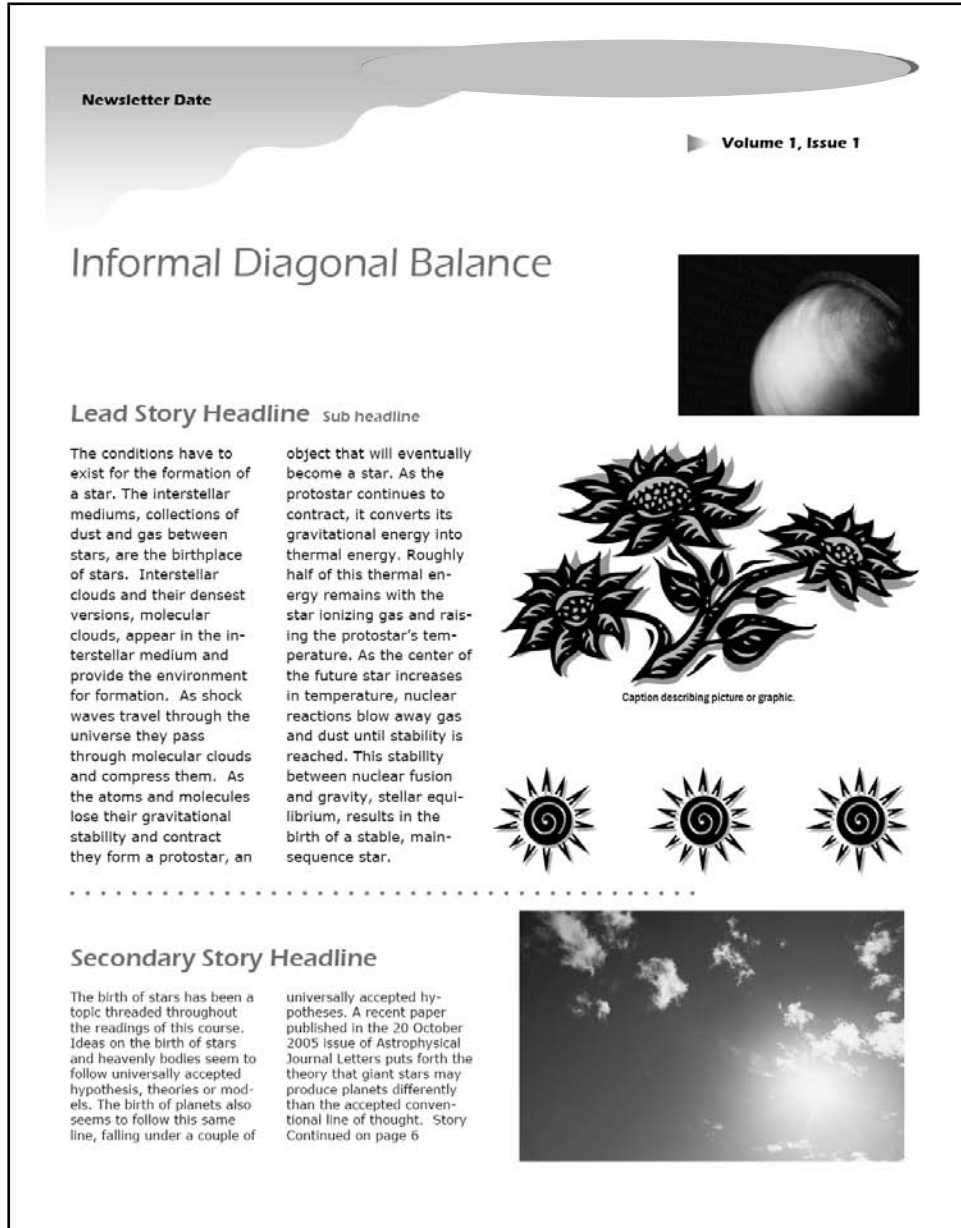 Newsletter Date
Volume 1, Issue 1
Informal Diagonal Balance
Lead Story Headline Sub headline
The conditions have to
exist for the formation of
a star. The interstellar
mediums, collections of
dust and gas between
stars, are the birthplace
of stars.  Interstellar
clouds and their densest
versions, molecular
clouds, appear in the in-
terstellar medium and
provide the environment
for formation.  As shock
waves travel through the
universe they pass
through molecular clouds
and compress them.  As
the atoms and molecules
lose their gravitational
stability and contract
they form a protostar, an
object that will eventually
become a star. As the
protostar continues to
contract, it converts its
gravitational energy into
thermal energy. Roughly
half of this thermal en-
ergy remains with the
star ionizing gas and rais-
ing the protostar's tem-
perature. As the center of
the future star increases
in temperature, nuclear
reactions blow away gas
and dust until stability is
reached. This stability
between nuclear fusion
and gravity, stellar equi-
librium, results in the
birth of a stable, main-
sequence star.
Caption describing picture or graphic.
Secondary Story Headline
The birth of stars has been a
topic threaded throughout
the readings of this course.
Ideas on the birth of stars
and heavenly bodies seem to
follow universally accepted
hypothesis, theories or mod-
els. The birth of planets also
seems to follow this same
line, falling under a couple of
universally accepted hy-
potheses. A recent paper
published in the 20 October
2005 issue of Astrophysical
Journal Letters puts forth the
theory that giant stars may
produce planets differently
than the accepted conven-
tional line of thought.  Story
Continued on page 6